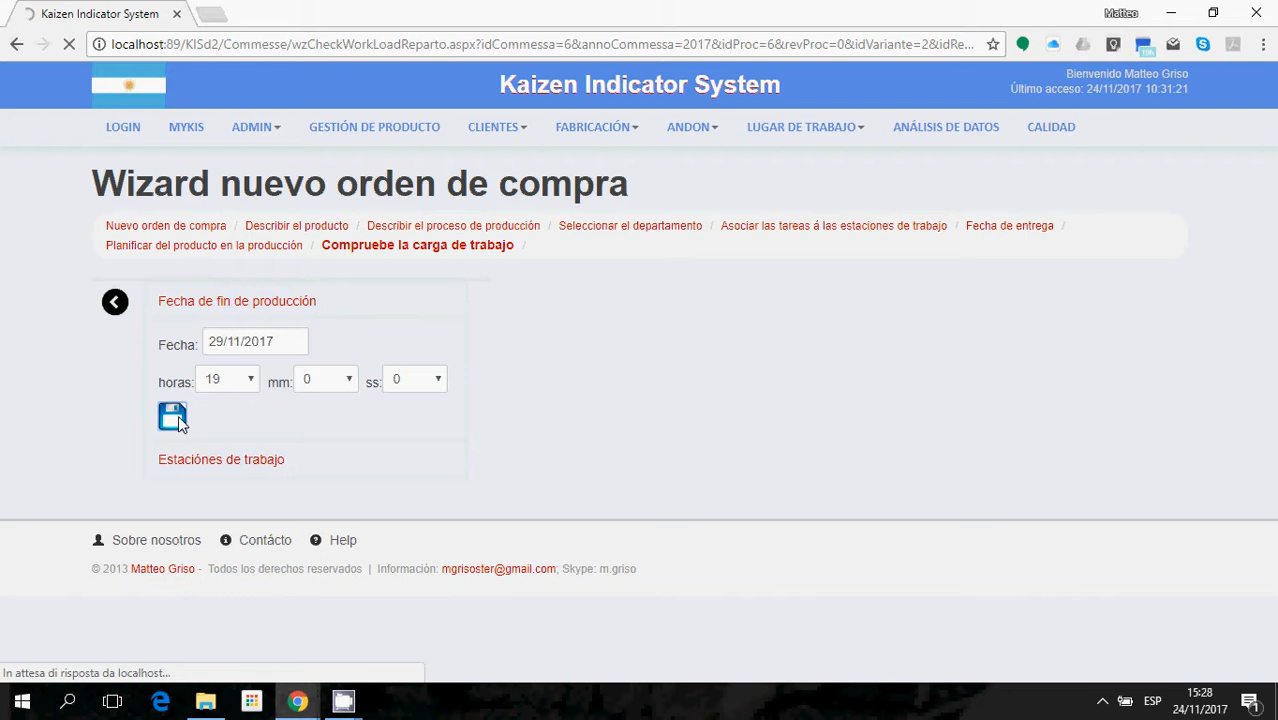 Kaizen Indicator System
Matteo
localhost:89/KISd2/Commesse/wzCheckWorkLoadReparto.aspx?idCommessa=6&annoCommessa=2017&idProc=6&revProc=0&idVariante=2&idRe...
Kaizen Indicator System
Bienvenido Matteo Griso
Último acceso: 24/11/2017 10:31:21
LOGIN MYKIS ADMIN GESTIÓN DE PRODUCTO CLIENTES FABRICACIÓN ANDON LUGAR DE TRABAJO ANÁLISIS DE DATOS CALIDAD
Wizard nuevo orden de compra
Nuevo orden de compra / Describir el producto / Describir el proceso de producción / Seleccionar el departamento / Asociar las tareas á las estaciones de trabajo / Fecha de entrega /
Planificar del producto en la producción / Compruebe la carga de trabajo /
Fecha de fin de producción
Fecha: 29/11/2017
horas: 19 mm: 0 ss: 0
Estaciónes de trabajo
Sobre nosotros Contácto Help
© 2013 Matteo Griso - Todos los derechos reservados | Información: mgrisoster@gmail.com; Skype: m.griso
In attesa di risposta da localhost...
ESP
15:28
24/11/2017
1